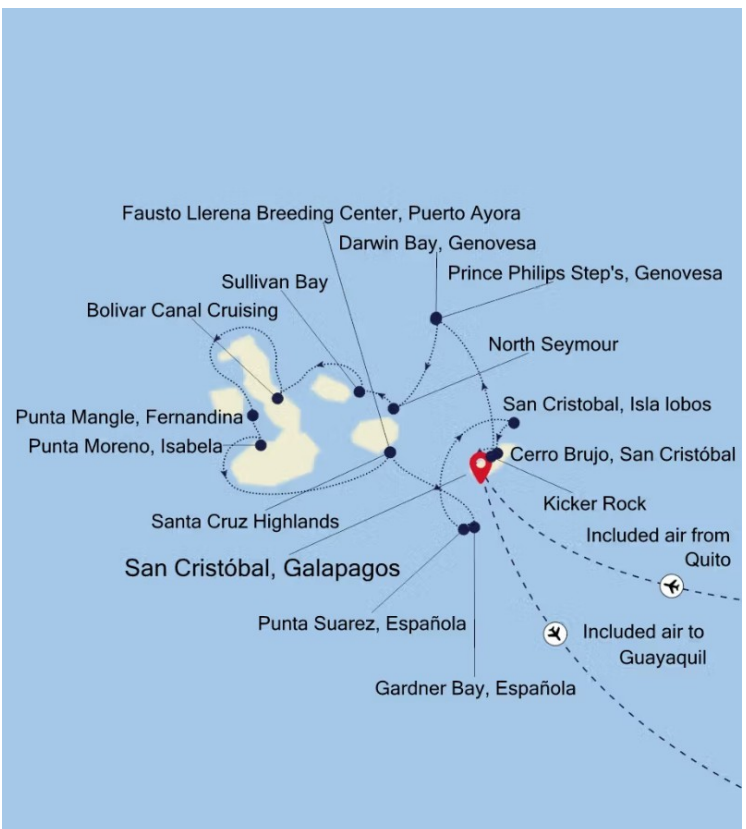 Fausto Llerena Breeding Center, Puerto Ayora
Darwin Bay, Genovesa
Prince Philips Step's, Genovesa
Sullivan Bay
Bolivar Canal Cruising
North Seymour
San Cristobal, Isla lobos
Punta Mangle, Fernandina
Punta Moreno, Isabela
Cerro Brujo, San Cristóbal
Kicker Rock
Santa Cruz Highlands
Included air from
Quito
San Cristóbal, Galapagos
Punta Suarez, Española
Included air to
Guayaquil
Gardner Bay, Española